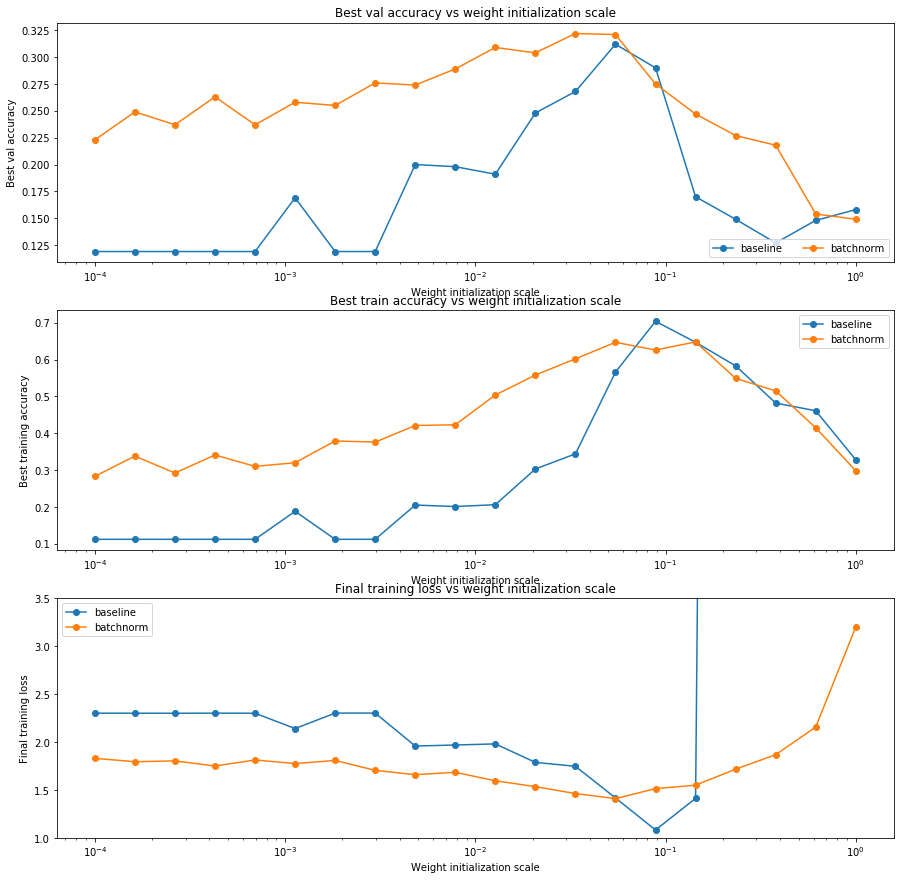 Best val accuracy vs weight initialization scale
0.325
0.300
0.275
0.250
0.225
0.200
0.175
0.150
0.125
Best val accuracy
baseline batchnorm
10⁻⁴ 10⁻³ 10⁻² 10⁻¹ 10⁰
Weight initialization scale
Best train accuracy vs weight initialization scale
0.7
0.6
0.5
0.4
0.3
0.2
0.1
Best training accuracy
baseline
batchnorm
10⁻⁴ 10⁻³ 10⁻² 10⁻¹ 10⁰
Weight initialization scale
Final training loss vs weight initialization scale
3.5
3.0
2.5
2.0
1.5
1.0
Final training loss
baseline
batchnorm
10⁻⁴ 10⁻³ 10⁻² 10⁻¹ 10⁰
Weight initialization scale